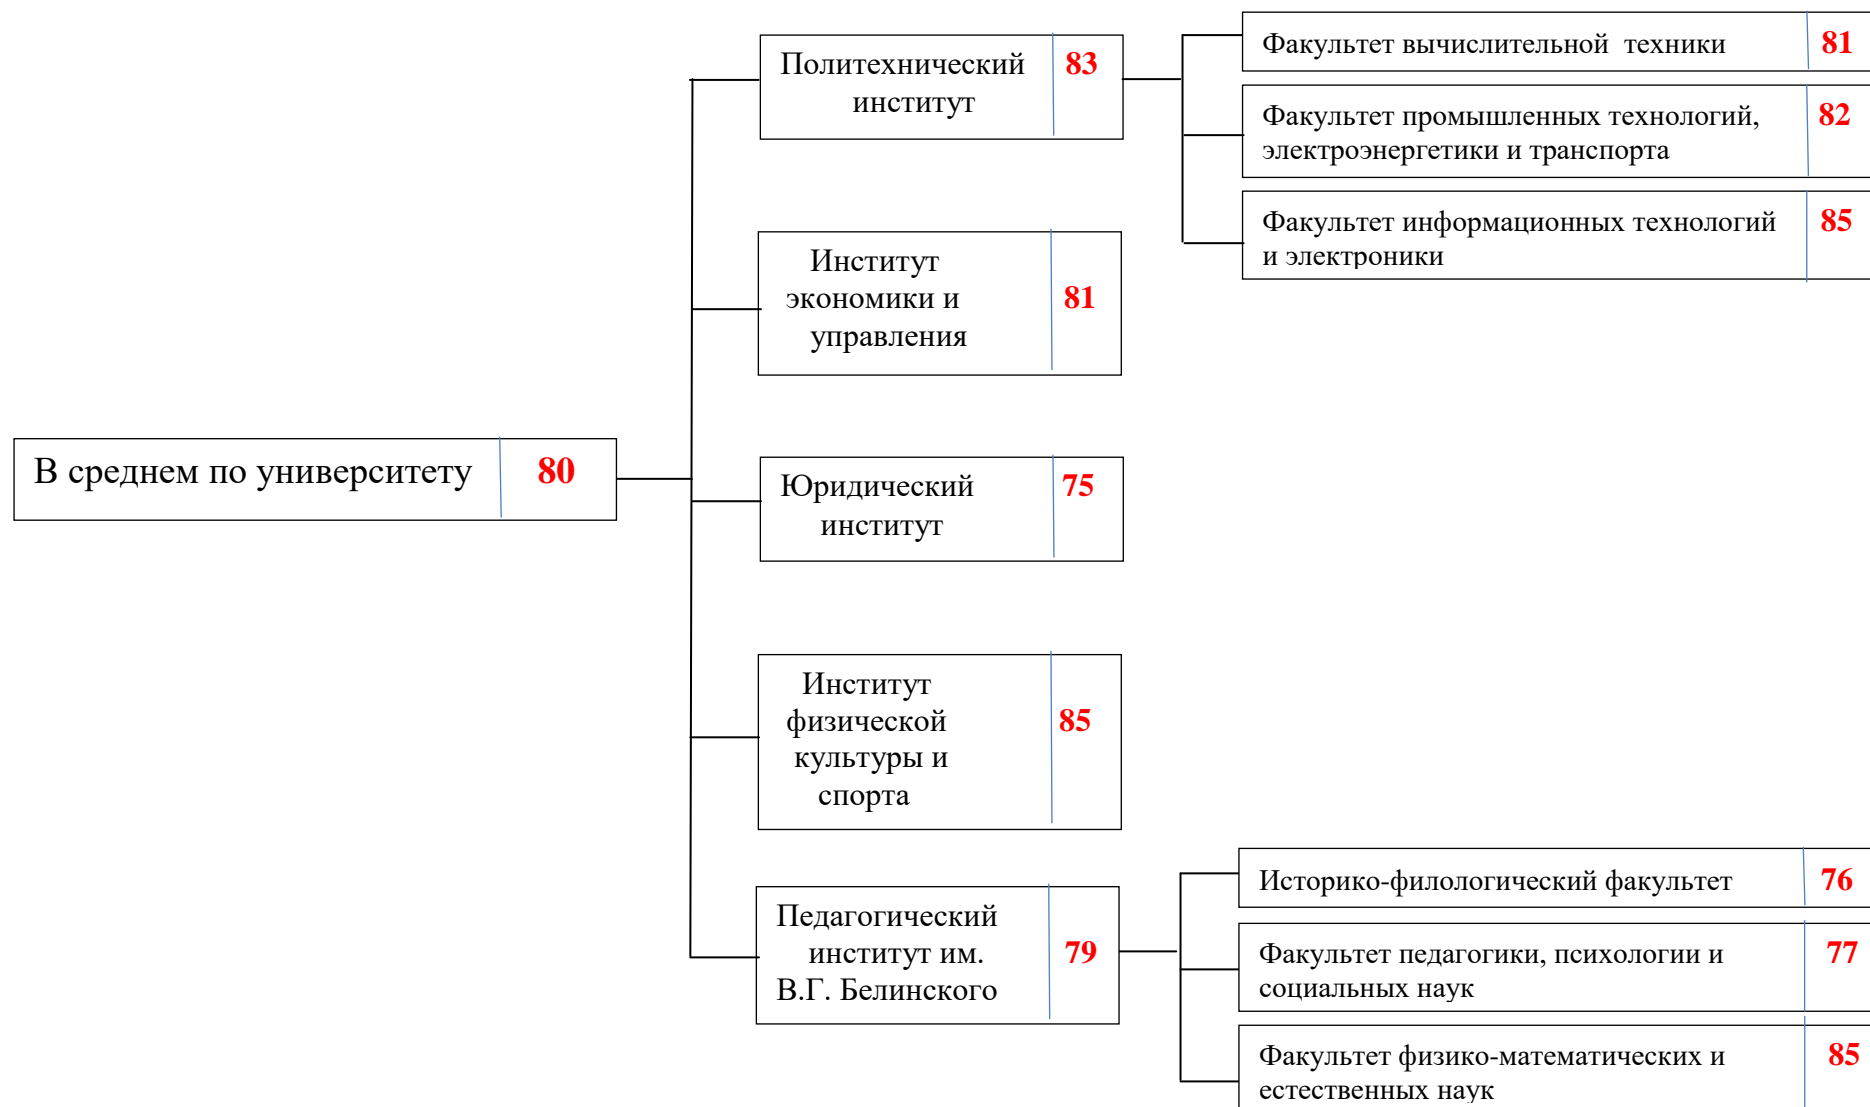 Политехнический
институт
83
Факультет вычислительной техники
81
Факультет промышленных технологий,
электроэнергетики и транспорта
82
Факультет информационных технологий
и электроники
85
Институт
экономики и
управления
81
В среднем по университету
80
Юридический
институт
75
Институт
физической
культуры и
спорта
85
Педагогический
институт им.
В.Г. Белинского
79
Историко-филологический факультет
76
Факультет педагогики, психологии и
социальных наук
77
Факультет физико-математических и
естественных наук
85